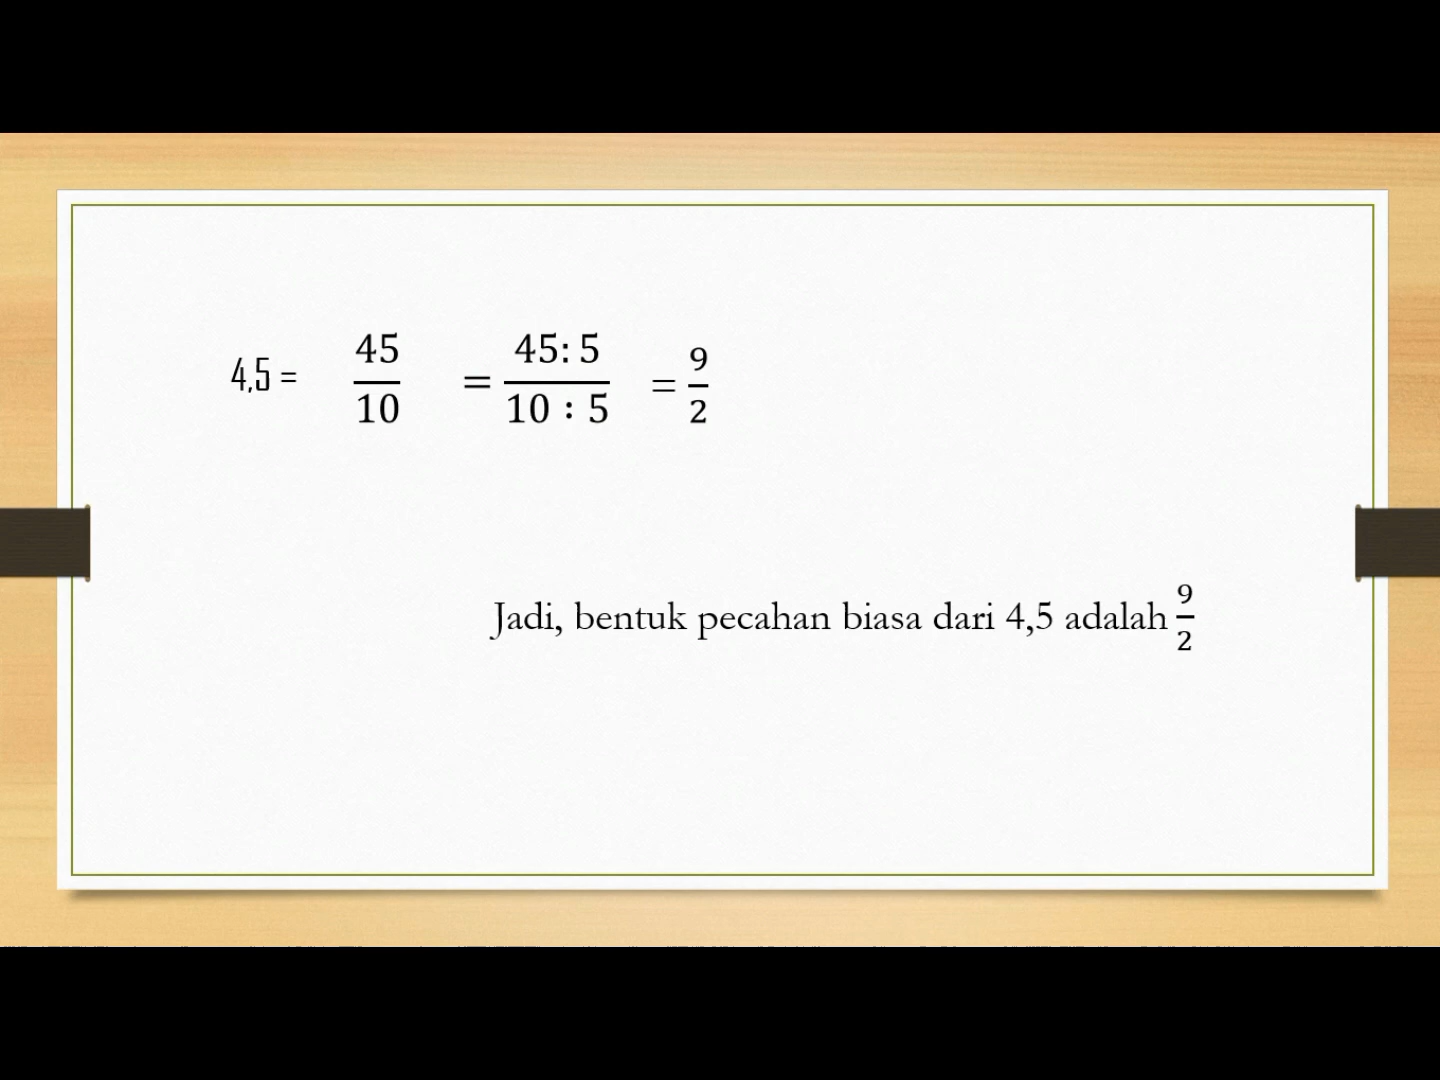 4,5 = 45/10 = 45: 5/10 : 5 = 9/2
Jadi, bentuk pecahan biasa dari 4,5 adalah 9/2